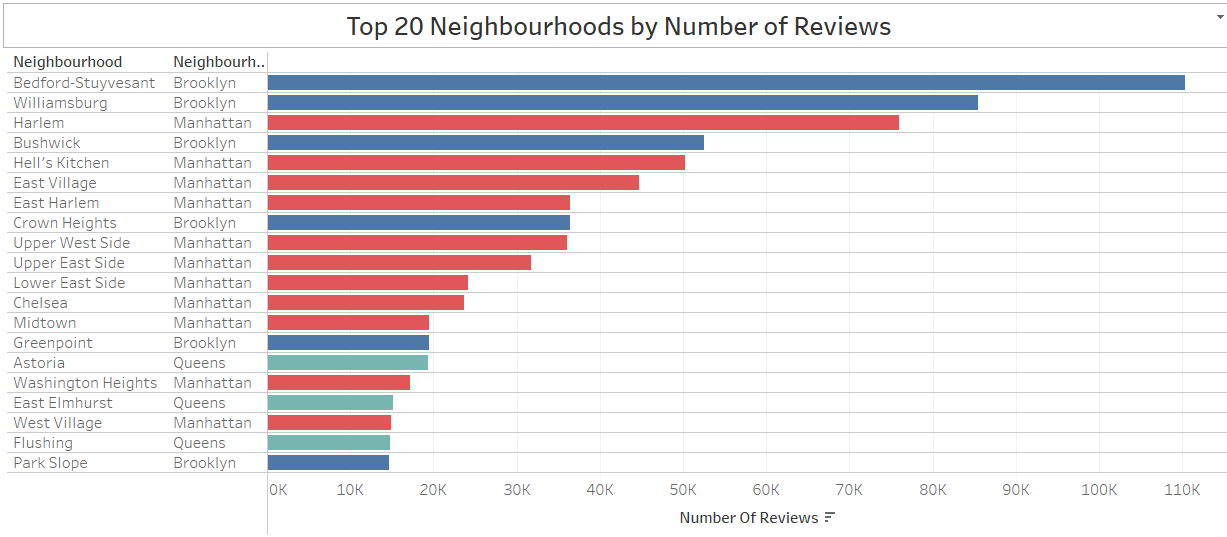 Top 20 Neighbourhoods by Number of Reviews
Neighbourhood Neighbourh..
Bedford-Stuyvesant Brooklyn
Williamsburg Brooklyn
Harlem Manhattan
Bushwick Brooklyn
Hell's Kitchen Manhattan
East Village Manhattan
East Harlem Manhattan
Crown Heights Brooklyn
Upper West Side Manhattan
Upper East Side Manhattan
Lower East Side Manhattan
Chelsea Manhattan
Midtown Manhattan
Greenpoint Brooklyn
Astoria Queens
Washington Heights Manhattan
East Elmhurst Queens
West Village Manhattan
Flushing Queens
Park Slope Brooklyn
0K 10K 20K 30K 40K 50K 60K 70K 80K 90K 100K 110K
Number Of Reviews